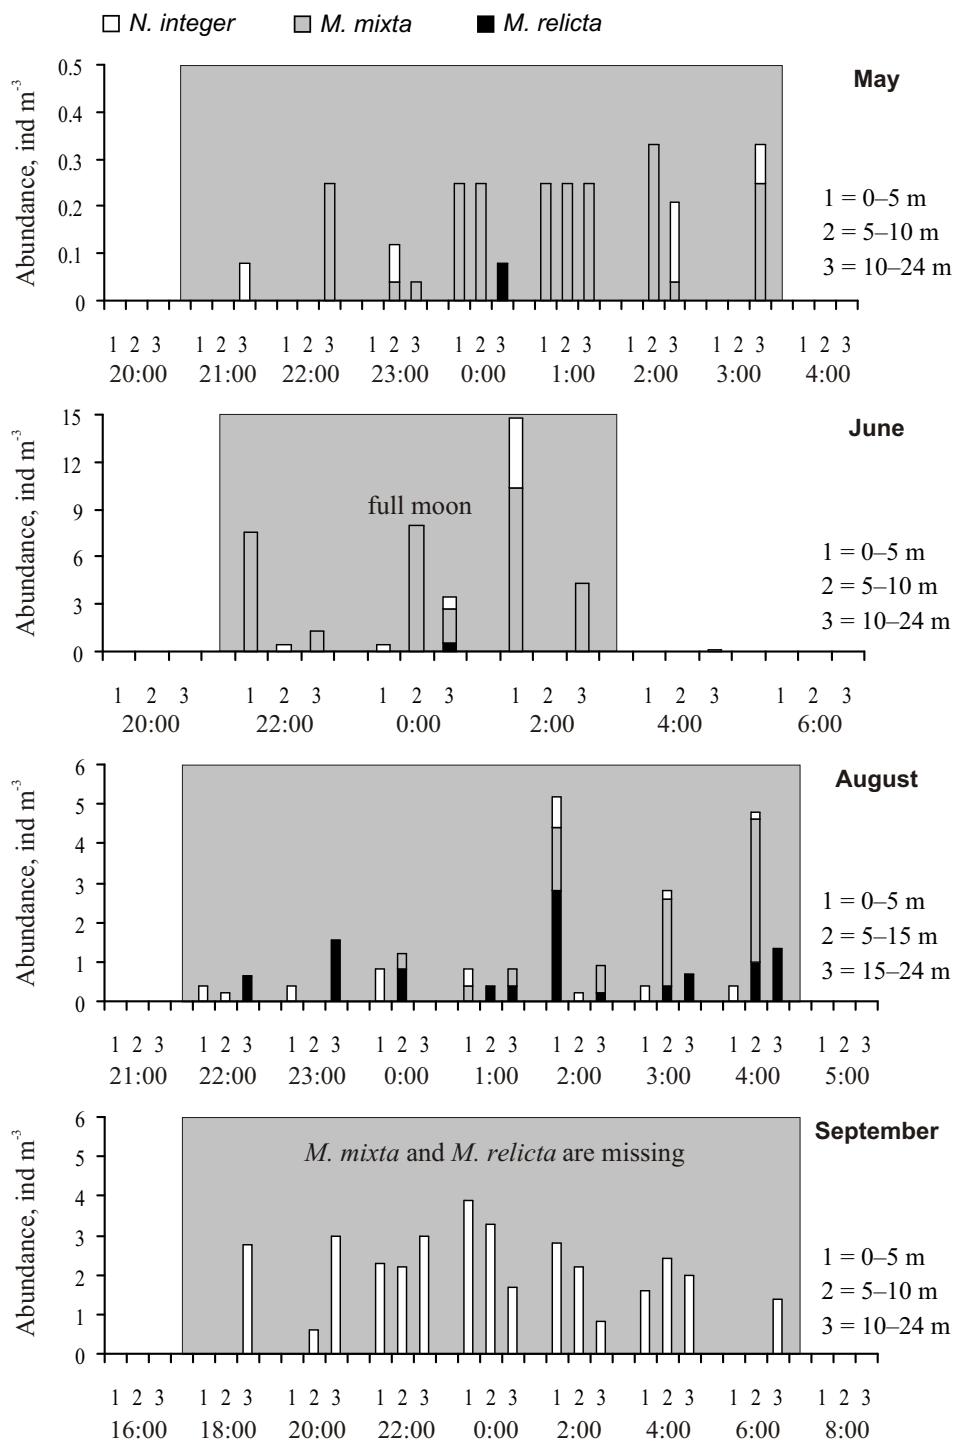 N. integer M. mixta M. relicta
May
Abundance, ind m-3
0.5
0.4
0.3
0.2
0.1
0
1 = 0–5 m
2 = 5–10 m
3 = 10–24 m
1 2 3 1 2 3 1 2 3 1 2 3 1 2 3 1 2 3 1 2 3 1 2 3 1 2 3
20:00 21:00 22:00 23:00 0:00 1:00 2:00 3:00 4:00
June
Abundance, ind m-3
15
12
9
6
3
0
full moon
1 = 0–5 m
2 = 5–10 m
3 = 10–24 m
1 2 3 1 2 3 1 2 3 1 2 3 1 2 3 1 2 3
20:00 22:00 0:00 2:00 4:00 6:00
August
Abundance, ind m-3
6
5
4
3
2
1
0
1 = 0–5 m
2 = 5–15 m
3 = 15–24 m
1 2 3 1 2 3 1 2 3 1 2 3 1 2 3 1 2 3 1 2 3 1 2 3 1 2 3
21:00 22:00 23:00 0:00 1:00 2:00 3:00 4:00 5:00
September
Abundance, ind m-3
6
5
4
3
2
1
0
M. mixta and M. relicta are missing
1 = 0–5 m
2 = 5–10 m
3 = 10–24 m
1 2 3 1 2 3 1 2 3 1 2 3 1 2 3 1 2 3 1 2 3 1 2 3 1 2 3
16:00 18:00 20:00 22:00 0:00 2:00 4:00 6:00 8:00